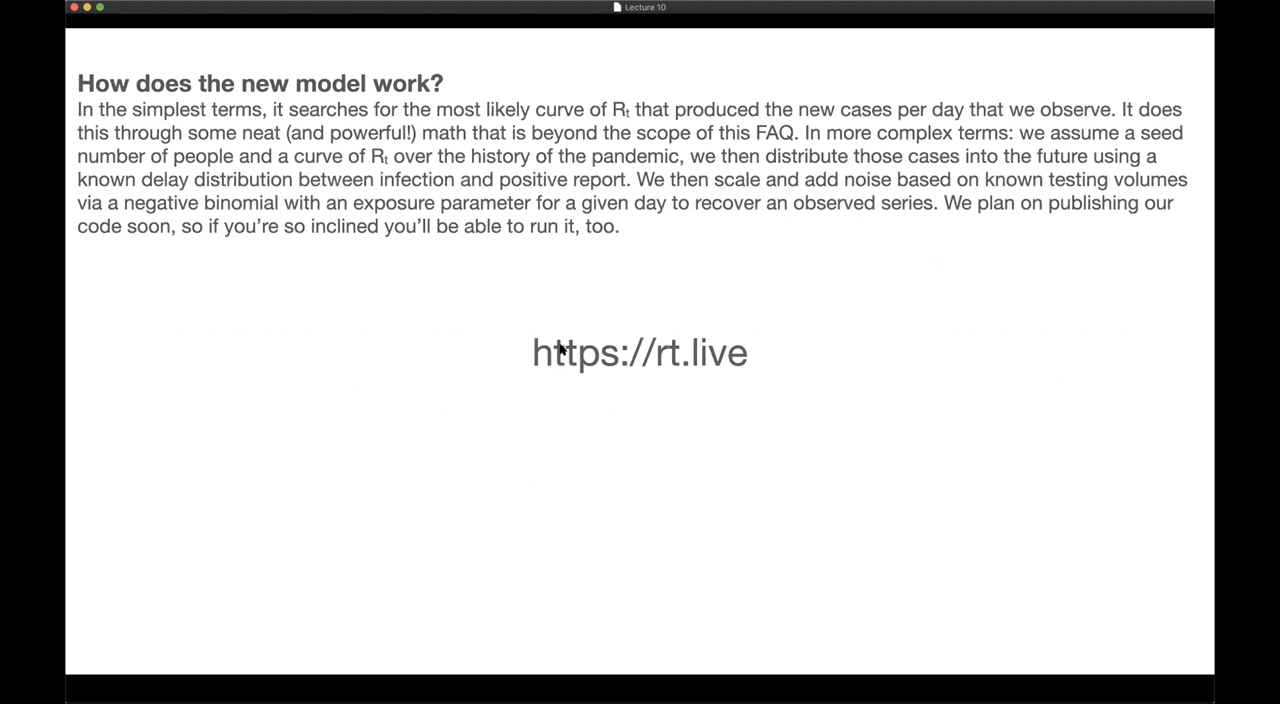 Lecture 10
How does the new model work?
In the simplest terms, it searches for the most likely curve of Rₜ that produced the new cases per day that we observe. It does
this through some neat (and powerful!) math that is beyond the scope of this FAQ. In more complex terms: we assume a seed
number of people and a curve of Rₜ over the history of the pandemic, we then distribute those cases into the future using a
known delay distribution between infection and positive report. We then scale and add noise based on known testing volumes
via a negative binomial with an exposure parameter for a given day to recover an observed series. We plan on publishing our
code soon, so if you’re so inclined you’ll be able to run it, too.
https://rt.live